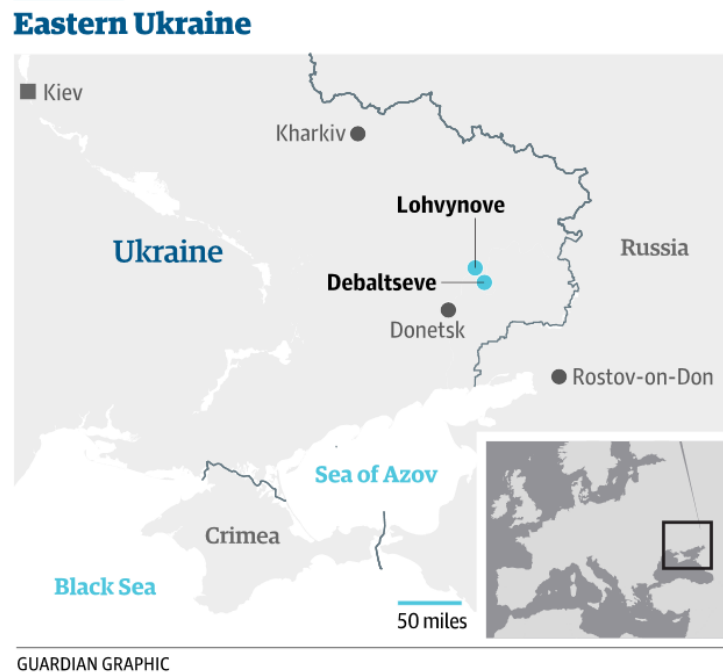 Eastern Ukraine
Kiev
Kharkiv
Lohvynove
Ukraine
Russia
Debaltseve
Donetsk
Rostov-on-Don
Sea of Azov
Crimea
Black Sea
50 miles
GUARDIAN GRAPHIC